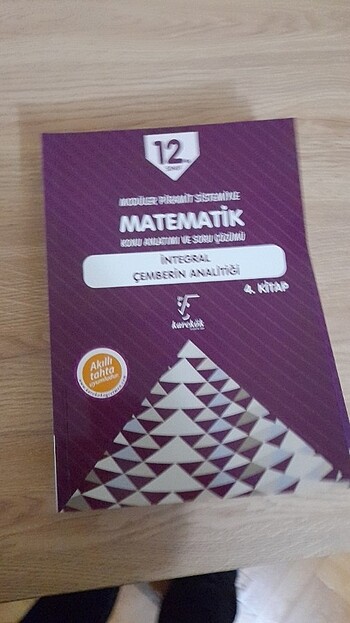 12.
SINIF
MODÜLER PİRAMİT SİSTEMİYLE
MATEMATİK
KONU ANLATIMI VE SORU ÇÖZÜMÜ
İNTEGRAL
ÇEMBERİN ANALİTİĞİ
4. KİTAP
karekök
Akıllı
tahta
uyumludur.